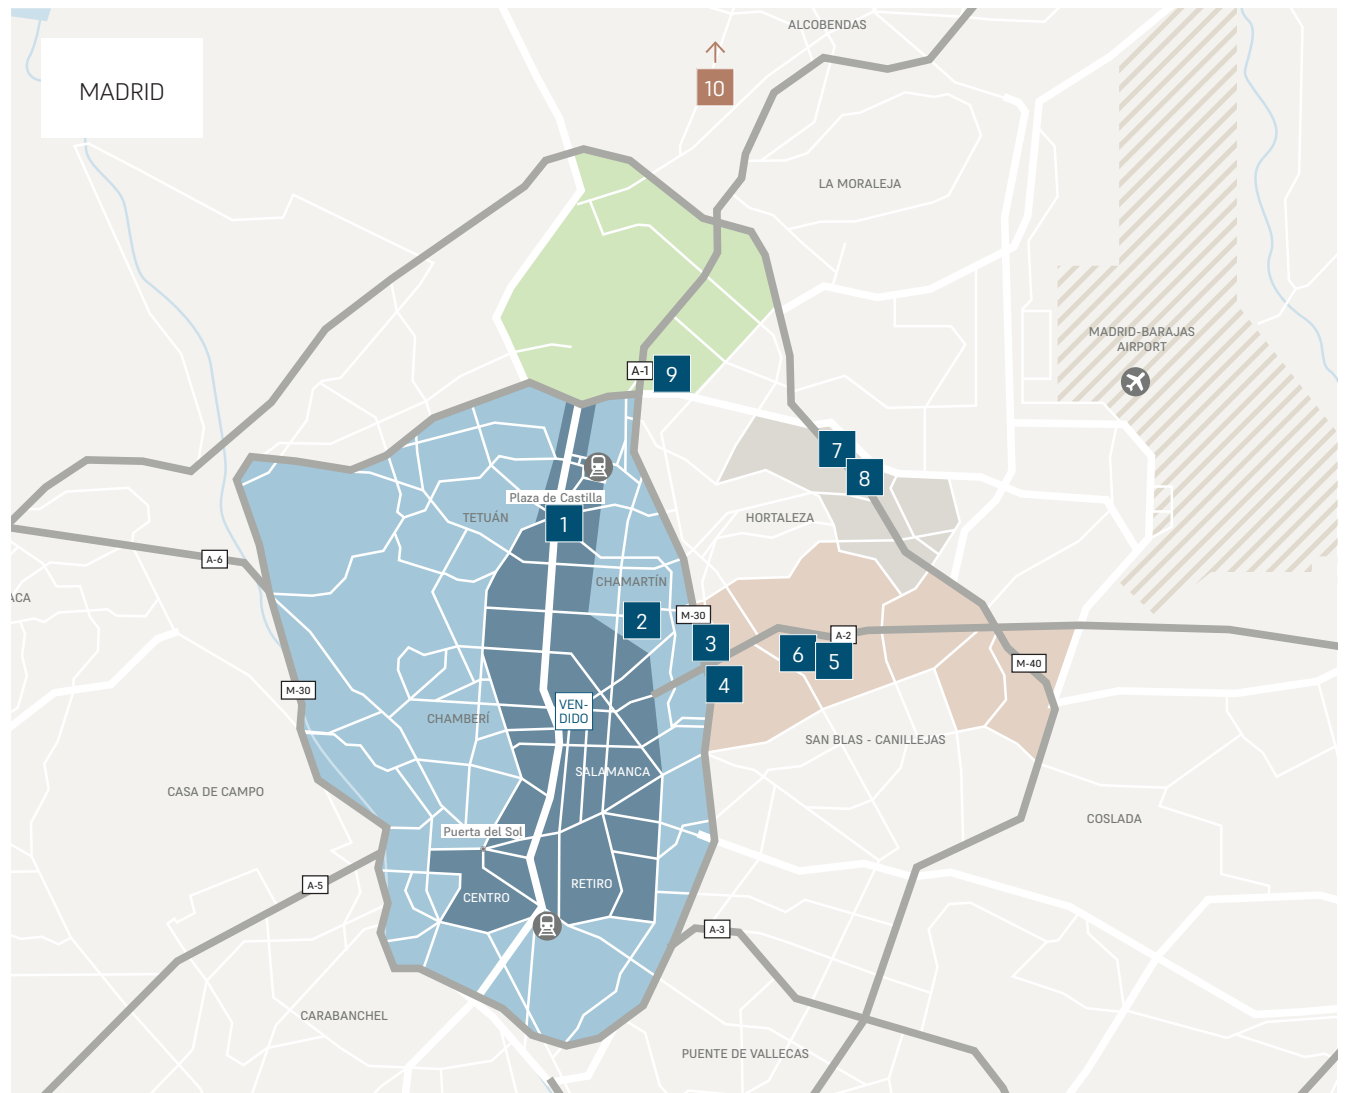 ALCOBENDAS
MADRID
10
LA MORALEJA
MADRID-BARAJAS
AIRPORT
A-1
9
7
8
Plaza de Castilla
TETUÁN
1
HORTALEZA
A-6
CHAMARTÍN
ACA
M-30
2
3
A-2
6
5
M-40
4
M-30
VEN-
DIDO
CHAMBERÍ
SAN BLAS - CANILLEJAS
SALAMANCA
CASA DE CAMPO
COSLADA
Puerta del Sol
A-5
RETIRO
CENTRO
A-3
CARABANCHEL
PUENTE DE VALLECAS